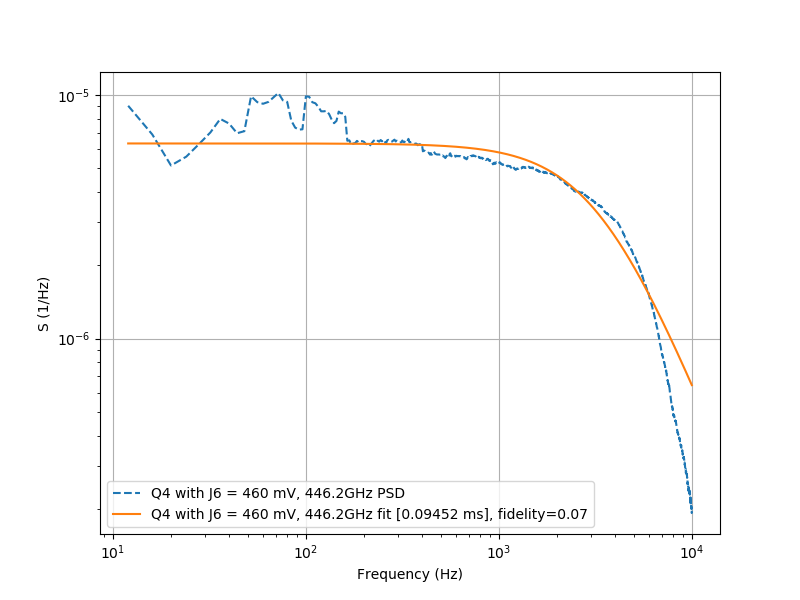 10⁻⁵
10⁻⁶
S (1/Hz)
Q4 with J6 = 460 mV, 446.2GHz PSD
Q4 with J6 = 460 mV, 446.2GHz fit [0.09452 ms], fidelity=0.07
10¹ 10² 10³ 10⁴
Frequency (Hz)